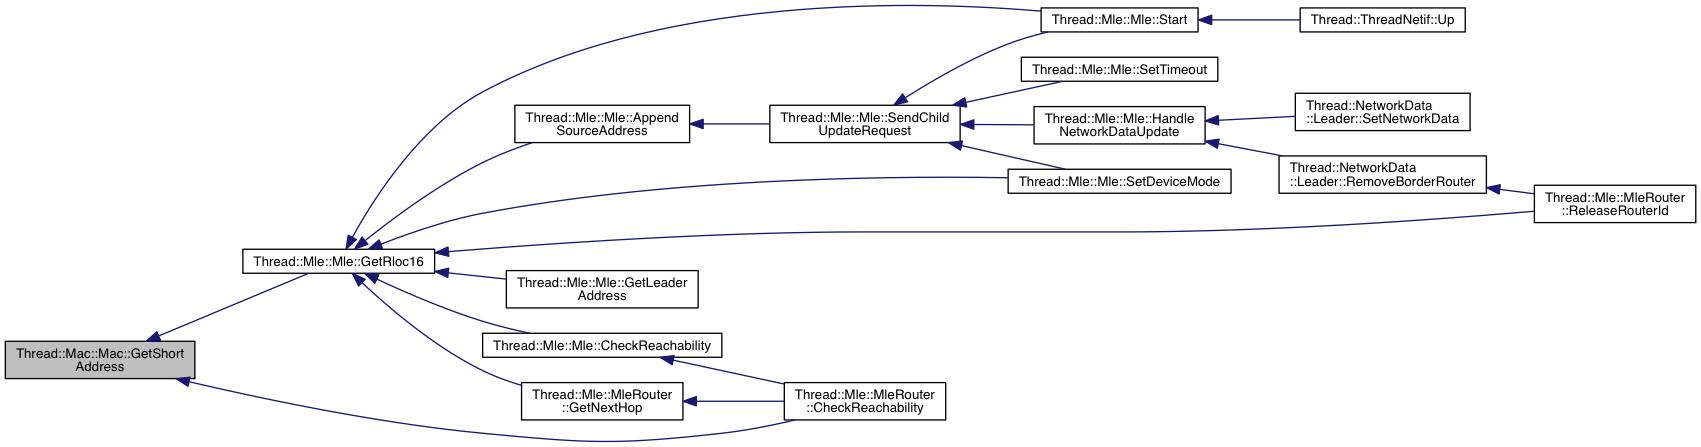 Thread::Mle::Mle::Start
Thread::ThreadNetif::Up
Thread::Mle::Mle::SetTimeout
Thread::Mle::Mle::Append
SourceAddress
Thread::Mle::Mle::SendChild
UpdateRequest
Thread::Mle::Mle::Handle
NetworkDataUpdate
Thread::NetworkData
::Leader::SetNetworkData
Thread::NetworkData
::Leader::RemoveBorderRouter
Thread::Mle::Mle::SetDeviceMode
Thread::Mle::MleRouter
::ReleaseRouterId
Thread::Mle::Mle::GetRloc16
Thread::Mle::Mle::GetLeader
Address
Thread::Mac::Mac::GetShort
Address
Thread::Mle::Mle::CheckReachability
Thread::Mle::MleRouter
::GetNextHop
Thread::Mle::MleRouter
::CheckReachability